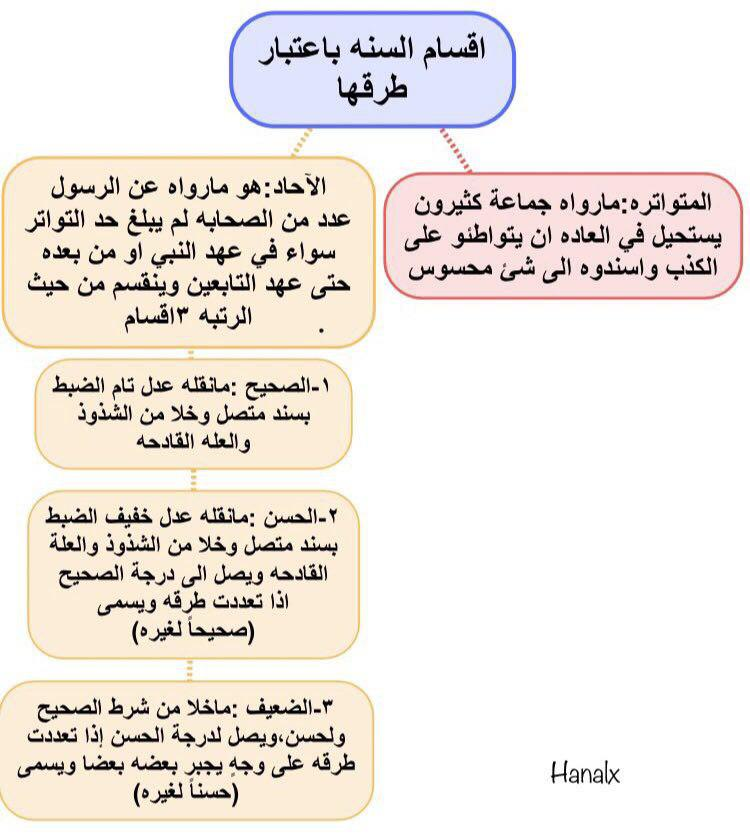 اقسام السنه باعتبار
طرقها
المتواتره:مارواه جماعة كثيرون
يستحيل في العاده ان يتواطئو على
الكذب واسندوه الى شئ محسوس
الآحاد:هو مارواه عن الرسول
عدد من الصحابه لم يبلغ حد التواتر
سواء في عهد النبي او من بعده
حتى عهد التابعين وينقسم من حيث
الرتبه ٣اقسام
.
١-الصحيح :مانقله عدل تام الضبط
بسند متصل وخلا من الشذوذ
والعله القادحه
٢-الحسن :مانقله عدل خفيف الضبط
بسند متصل وخلا من الشذوذ والعلة
القادحه ويصل الى درجة الصحيح
اذا تعددت طرقه ويسمى
(صحيحاً لغيره)
٣-الضعيف :ماخلا من شرط الصحيح
ولحسن،ويصل لدرجة الحسن إذا تعددت
طرقه على وجهٍ يجبر بعضه بعضا ويسمى
(حسناً لغيره)
Hanalx